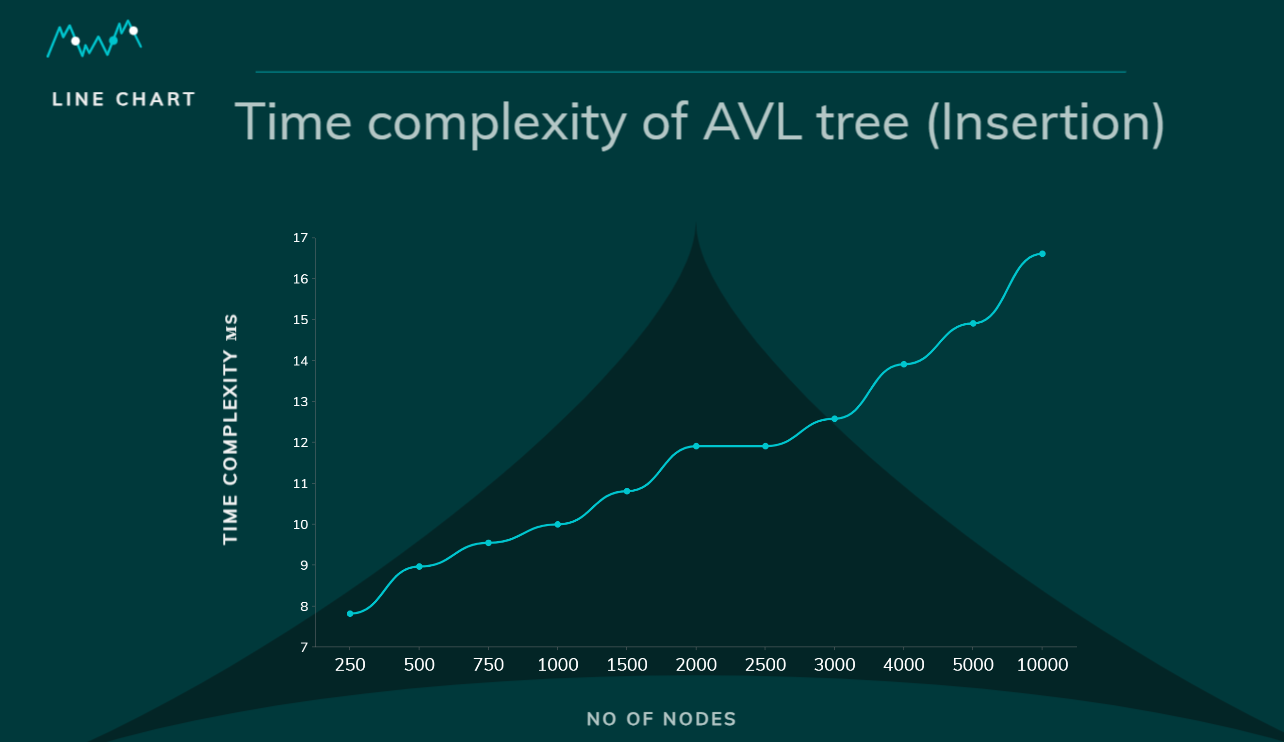 LINE CHART
Time complexity of AVL tree (Insertion)
TIME COMPLEXITY MS
17
16
15
14
13
12
11
10
9
8
7
250 500 750 1000 1500 2000 2500 3000 4000 5000 10000
NO OF NODES